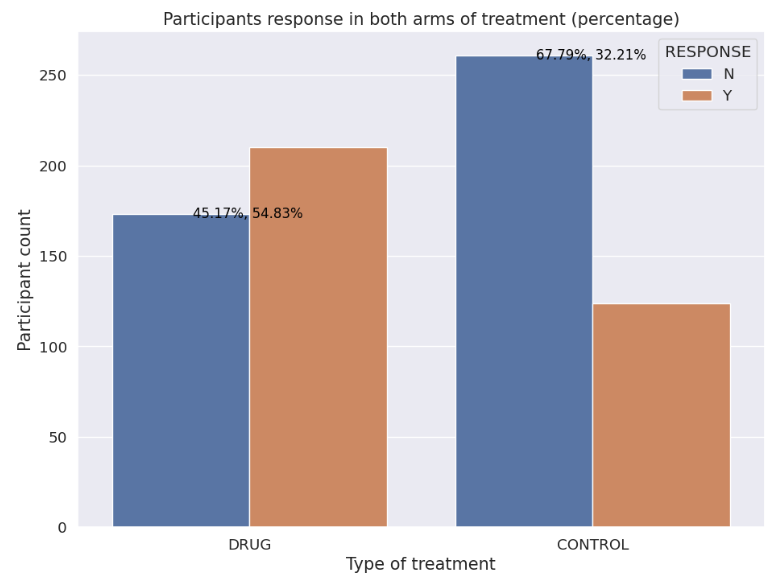 Participants response in both arms of treatment (percentage)
67.79%, 32.21%
RESPONSE
N
Y
45.17%, 54.83%
Participant count
250
200
150
100
50
0
DRUG
CONTROL
Type of treatment